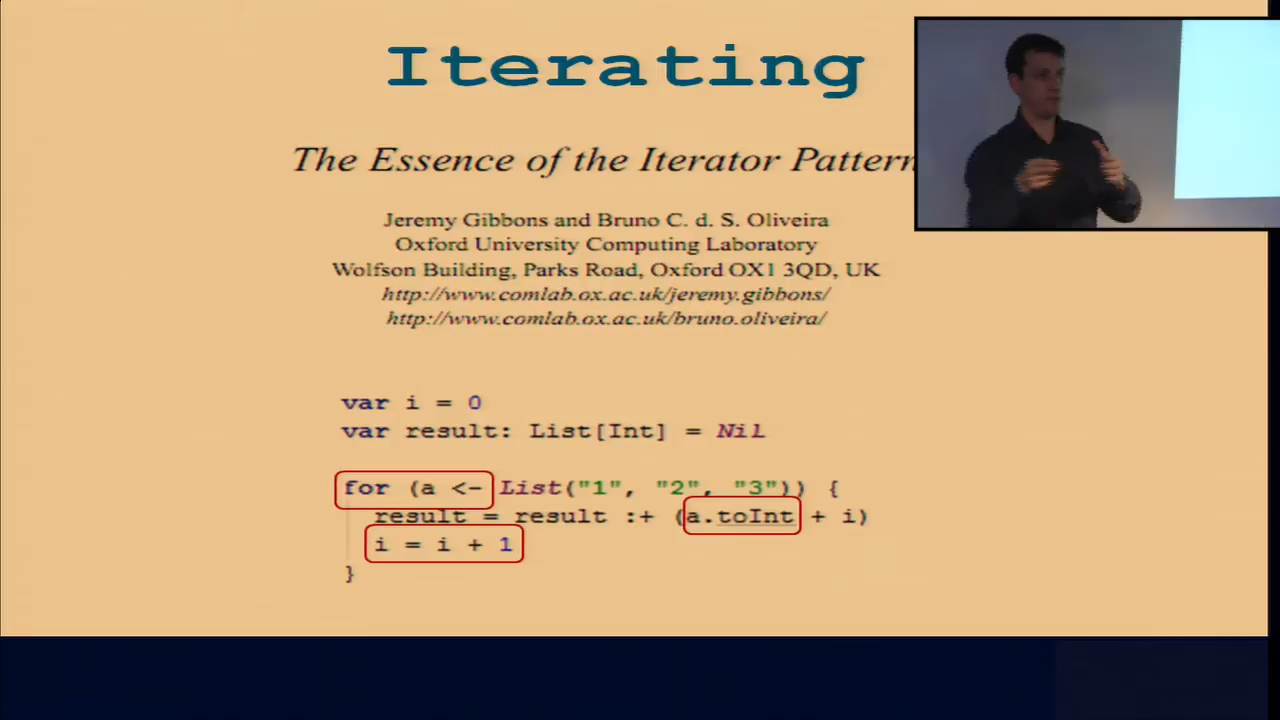 Iterating
The Essence of the Iterator Pattern
Jeremy Gibbons and Bruno C. d. S. Oliveira
Oxford University Computing Laboratory
Wolfson Building, Parks Road, Oxford OX1 3QD, UK
http://www.comlab.ox.ac.uk/jeremy.gibbons/
http://www.comlab.ox.ac.uk/bruno.oliveira/
var i = 0
var result: List[Int] = Nil
for (a <- List("1", "2", "3")) {
result = result :+ (a.toInt + i)
i = i + 1
}